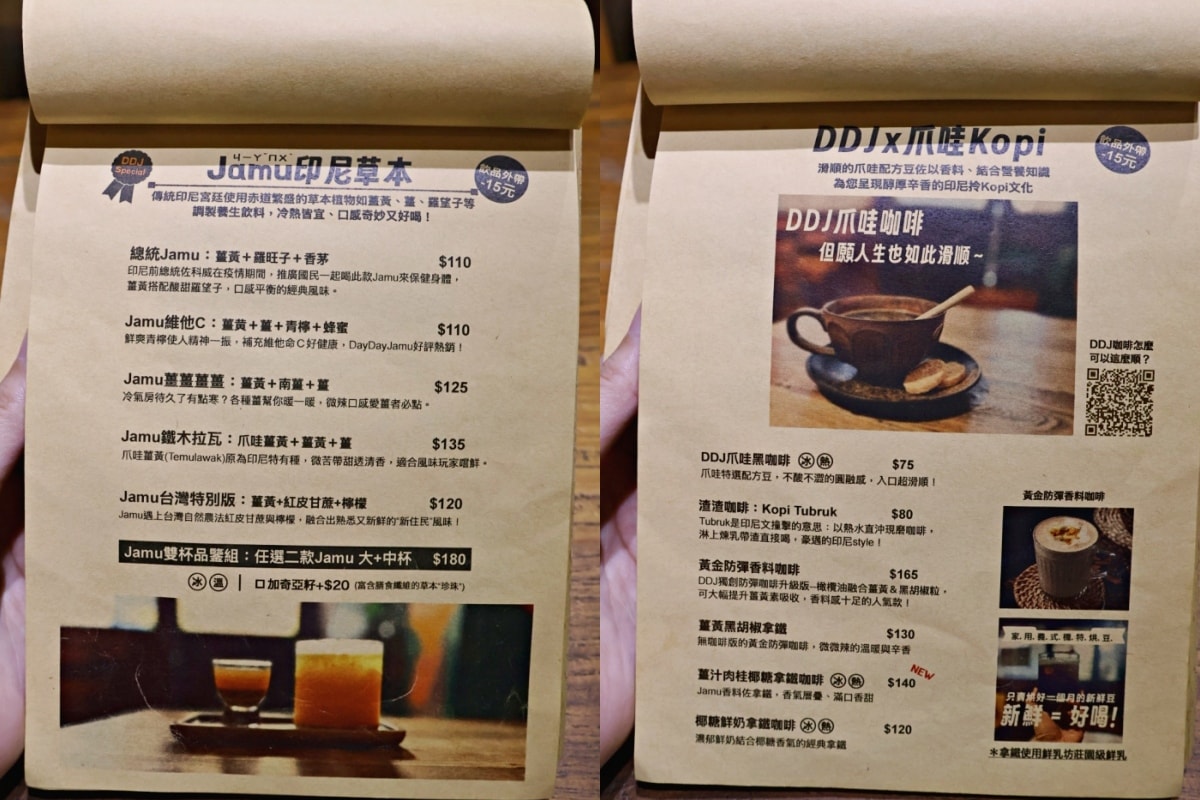 DDJ
Special
ㄐㄧㄚˇㄇㄨˋ
Jamu印尼草本
飲品外帶
-15元
傳統印尼宮廷使用赤道繁盛的草本植物如薑黃、薑、羅望子等
調製養生飲料，冷熱皆宜、口感奇妙又好喝！
總統Jamu：薑黃＋羅旺子＋香茅 $110
印尼前總統佐科威在疫情期間，推廣國民一起喝此款Jamu來保健身體，
薑黃搭配酸甜羅望子，口感平衡的經典風味。
Jamu維他C：薑黃＋薑＋青檸＋蜂蜜 $110
鮮爽青檸使人精神一振，補充維他命Ｃ好健康，DayDayJamu好評熱銷！
Jamu薑薑薑薑：薑黃＋南薑＋薑 $125
冷氣房待久了有點寒？各種薑幫你暖一暖，微辣口感愛薑者必點。
Jamu鐵木拉瓦：爪哇薑黃＋薑黃＋薑 $135
爪哇薑黃(Temulawak)原為印尼特有種，微苦帶甜透清香，適合風味玩家嚐鮮。
Jamu台灣特別版：薑黃+紅皮甘蔗+檸檬 $120
Jamu遇上台灣自然農法紅皮甘蔗與檸檬，融合出熟悉又新鮮的“新住民”風味！
Jamu雙杯品鑒組：任選二款Jamu 大+中杯 $180
冰 溫 | 口加奇亞籽+$20 (富含膳食纖維的草本“珍珠”)
DDJx爪哇Kopi
飲品外帶
-15元
滑順的爪哇配方豆佐以香料、結合營養知識
為您呈現醇厚辛香的印尼拎Kopi文化
DDJ爪哇咖啡
但願人生也如此滑順～
DDJ咖啡怎麼
可以這麼順？
DDJ爪哇黑咖啡 冰 熱 $75
爪哇特選配方豆，不酸不澀的圓融感，入口超滑順！
渣渣咖啡：Kopi Tubruk $80
Tubruk是印尼文撞擊的意思：以熱水直沖現磨咖啡，
淋上煉乳帶渣直接喝，豪邁的印尼style！
黃金防彈香料咖啡 $165
DDJ獨創防彈咖啡升級版—橄欖油融合薑黃＆黑胡椒粒，
可大幅提升薑黃素吸收，香料感十足的人氣款！
薑黃黑胡椒拿鐵 $130
無咖啡版的黃金防彈咖啡，微微辣的溫暖與辛香
薑汁肉桂椰糖拿鐵咖啡 冰 熱 $140
NEW
Jamu香料佐拿鐵，香氣層疊、滿口香甜
椰糖鮮奶拿鐵咖啡 冰 熱 $120
濃郁鮮奶結合椰糖香氣的經典拿鐵
黃金防彈香料咖啡
家.用.義.式.機.特.烘.豆.
新鮮 = 好喝！
＊拿鐵使用鮮乳坊莊園級鮮乳